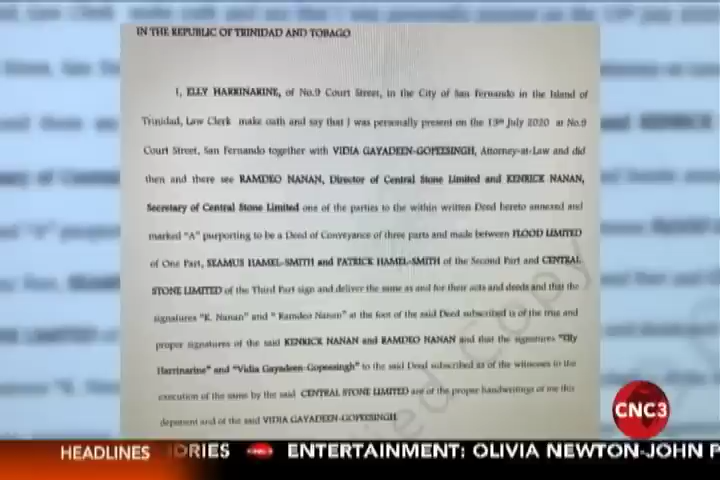 IN THE REPUBLIC OF TRINIDAD AND TOBAGO
I, ELLY HARRINARINE, of No.9 Court Street, in the City of San Fernando in the Island of
Trinidad, Law Clerk make oath and say that I was personally present on the 13th July 2020 at No.9
Court Street, San Fernando together with VIDIA GAYADEEN-GOPEESINGH, Attorney-at-Law and did
then and there see RAMDEO NANAN, Director of Central Stone Limited and KENRICK NANAN,
Secretary of Central Stone Limited one of the parties to the within written Deed hereto annexed and
marked "A" purporting to be a Deed of Conveyance of three parts and made between FLOOD LIMITED
of One Part, SEAMUS HAMEL-SMITH and PATRICK HAMEL-SMITH of the Second Part and CENTRAL
STONE LIMITED of the Third Part sign and deliver the same as and for their acts and deeds and that the
signatures "K. Nanan" and " Ramdeo Nanan" at the foot of the said Deed subscribed is of the true and
proper signatures of the said KENRICK NANAN and RAMDEO NANAN and that the signatures "Elly
Harrinarine" and "Vidia Gayadeen-Gopeesingh" to the said Deed subscribed as of the witnesses to the
execution of the same by the said CENTRAL STONE LIMITED are of the proper handwritings of me this
deponent and of the said VIDIA GAYADEEN-GOPEESINGH.
Copy
CNC3
HEADLINES ORIES CNC3 ENTERTAINMENT: OLIVIA NEWTON-JOHN P